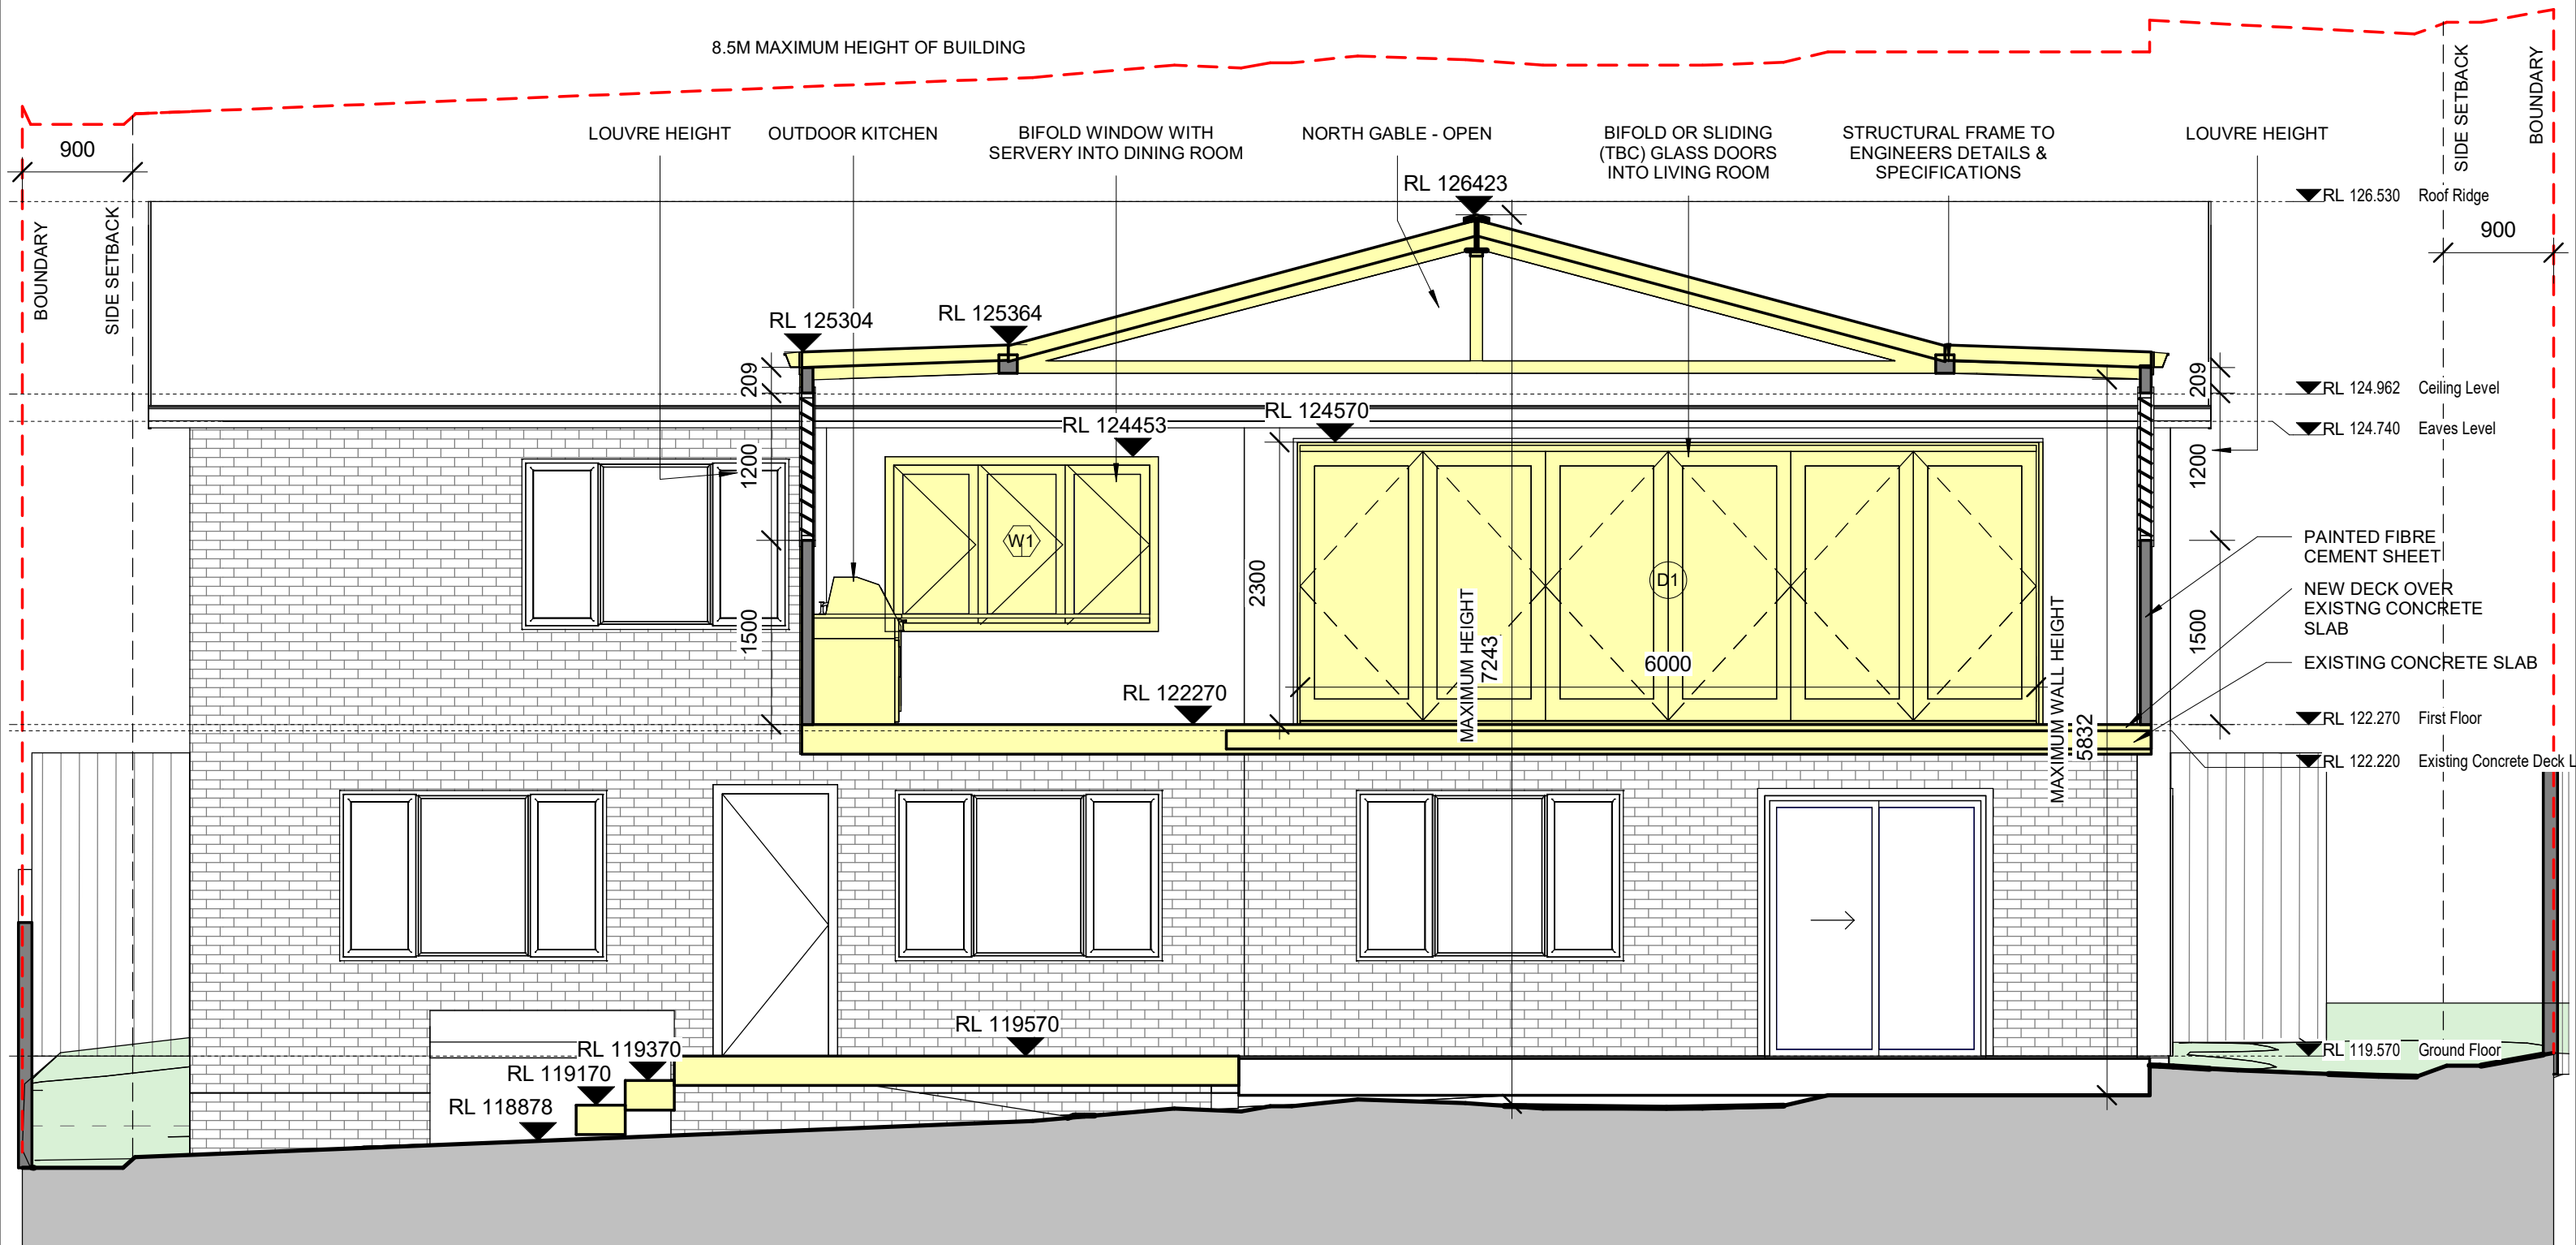 8.5M MAXIMUM HEIGHT OF BUILDING
900
BOUNDARY
SIDE SETBACK
LOUVRE HEIGHT
OUTDOOR KITCHEN
BIFOLD WINDOW WITH
SERVERY INTO DINING ROOM
NORTH GABLE - OPEN
BIFOLD OR SLIDING
(TBC) GLASS DOORS
INTO LIVING ROOM
STRUCTURAL FRAME TO
ENGINEERS DETAILS &
SPECIFICATIONS
LOUVRE HEIGHT
SIDE SETBACK
BOUNDARY
900
RL 126423
RL 126.530 Roof Ridge
RL 125304
RL 125364
209
209
RL 124.962 Ceiling Level
RL 124453
RL 124570
RL 124.740 Eaves Level
1200
1200
W1
D1
2300
PAINTED FIBRE
CEMENT SHEET
NEW DECK OVER
EXISTNG CONCRETE
SLAB
EXISTING CONCRETE SLAB
1500
1500
MAXIMUM HEIGHT
7243
6000
MAXIMUM WALL HEIGHT
5832
RL 122270
RL 122.270 First Floor
RL 122.220 Existing Concrete Deck L
RL 119570
RL 119370
RL 119170
RL 118878
RL 119.570 Ground Floor